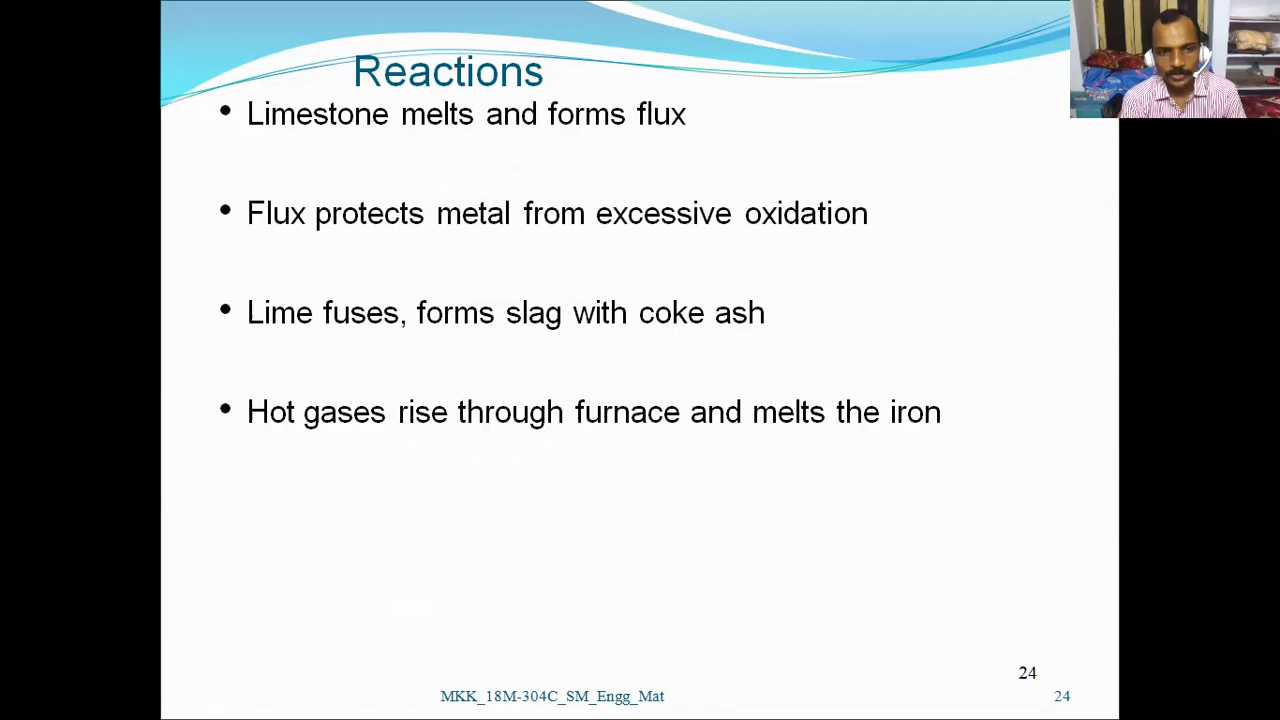 Reactions
• Limestone melts and forms flux
• Flux protects metal from excessive oxidation
• Lime fuses, forms slag with coke ash
• Hot gases rise through furnace and melts the iron
24
MKK_18M-304C_SM_Engg_Mat 24